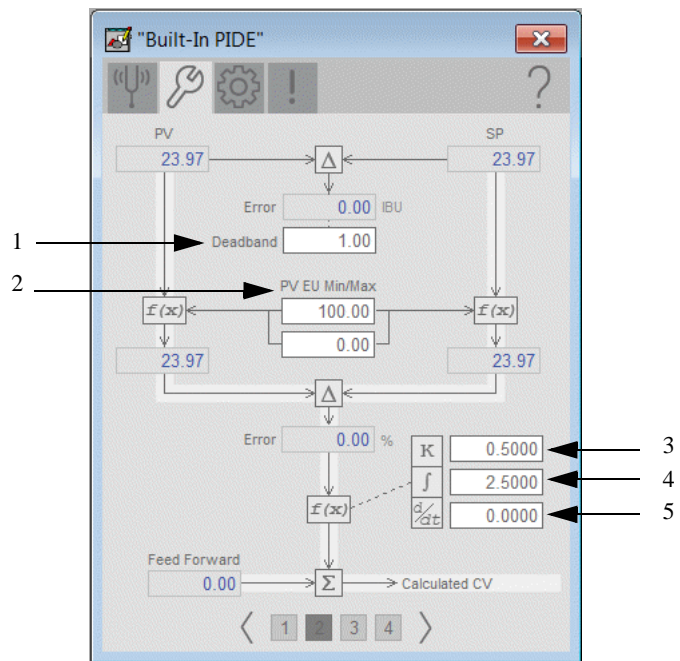 "Built-In PIDE"
?
PV SP
23.97 Δ 23.97
Error 0.00 IBU
1 Deadband 1.00
2 PV EU Min/Max
f(x) 100.00 f(x)
0.00
23.97 23.97
Δ
Error 0.00 %
K 0.5000 3
∫ 2.5000 4
d/dt 0.0000 5
f(x)
Feed Forward
0.00 Σ Calculated CV
1 2 3 4